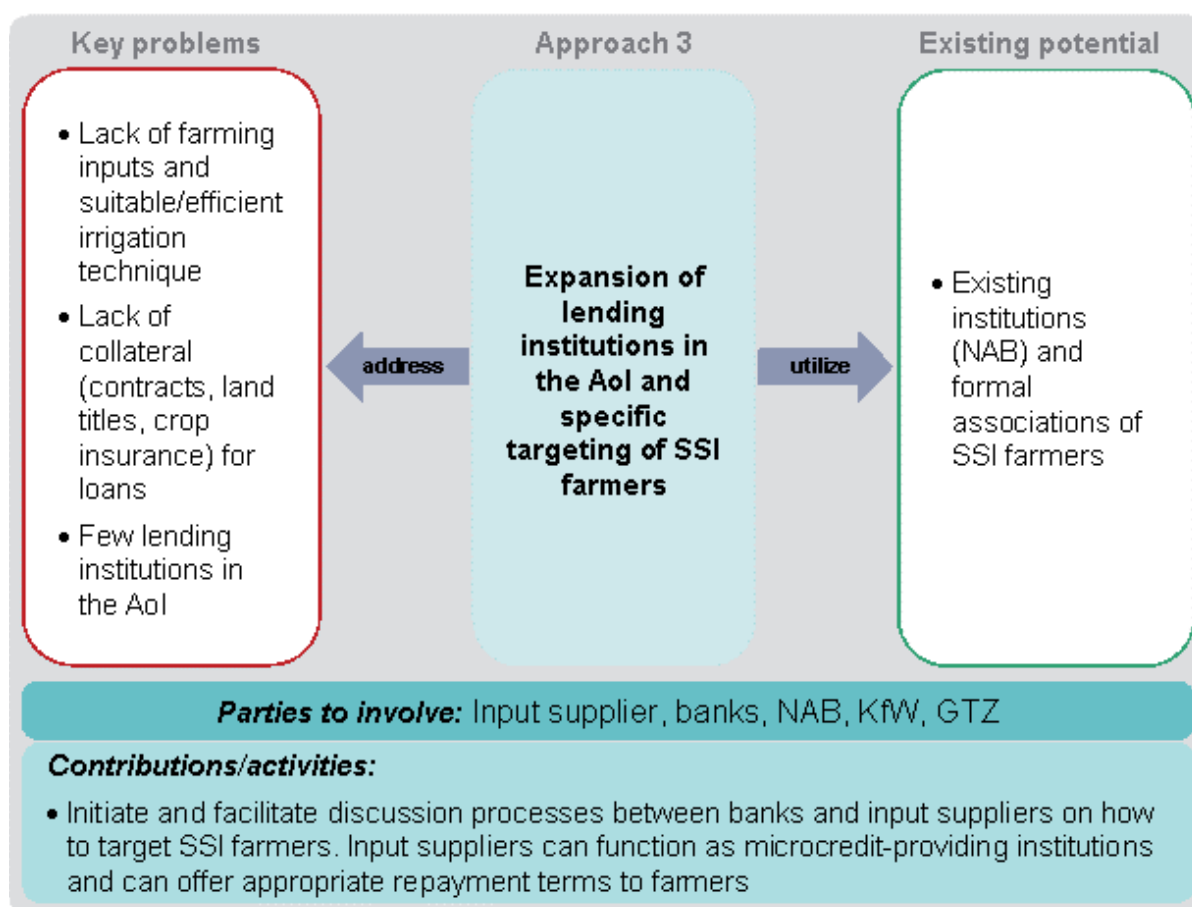 Key problems
Approach 3
Existing potential
• Lack of farming
inputs and
suitable/efficient
irrigation
technique
• Lack of
collateral
(contracts, land
titles, crop
insurance) for
loans
• Few lending
institutions in
the AoI
address
Expansion of
lending
institutions in
the AoI and
specific
targeting of SSI
farmers
utilize
• Existing
institutions
(NAB) and
formal
associations of
SSI farmers
Parties to involve: Input supplier, banks, NAB, KfW, GTZ
Contributions/activities:
• Initiate and facilitate discussion processes between banks and input suppliers on how
to target SSI farmers. Input suppliers can function as microcredit-providing institutions
and can offer appropriate repayment terms to farmers